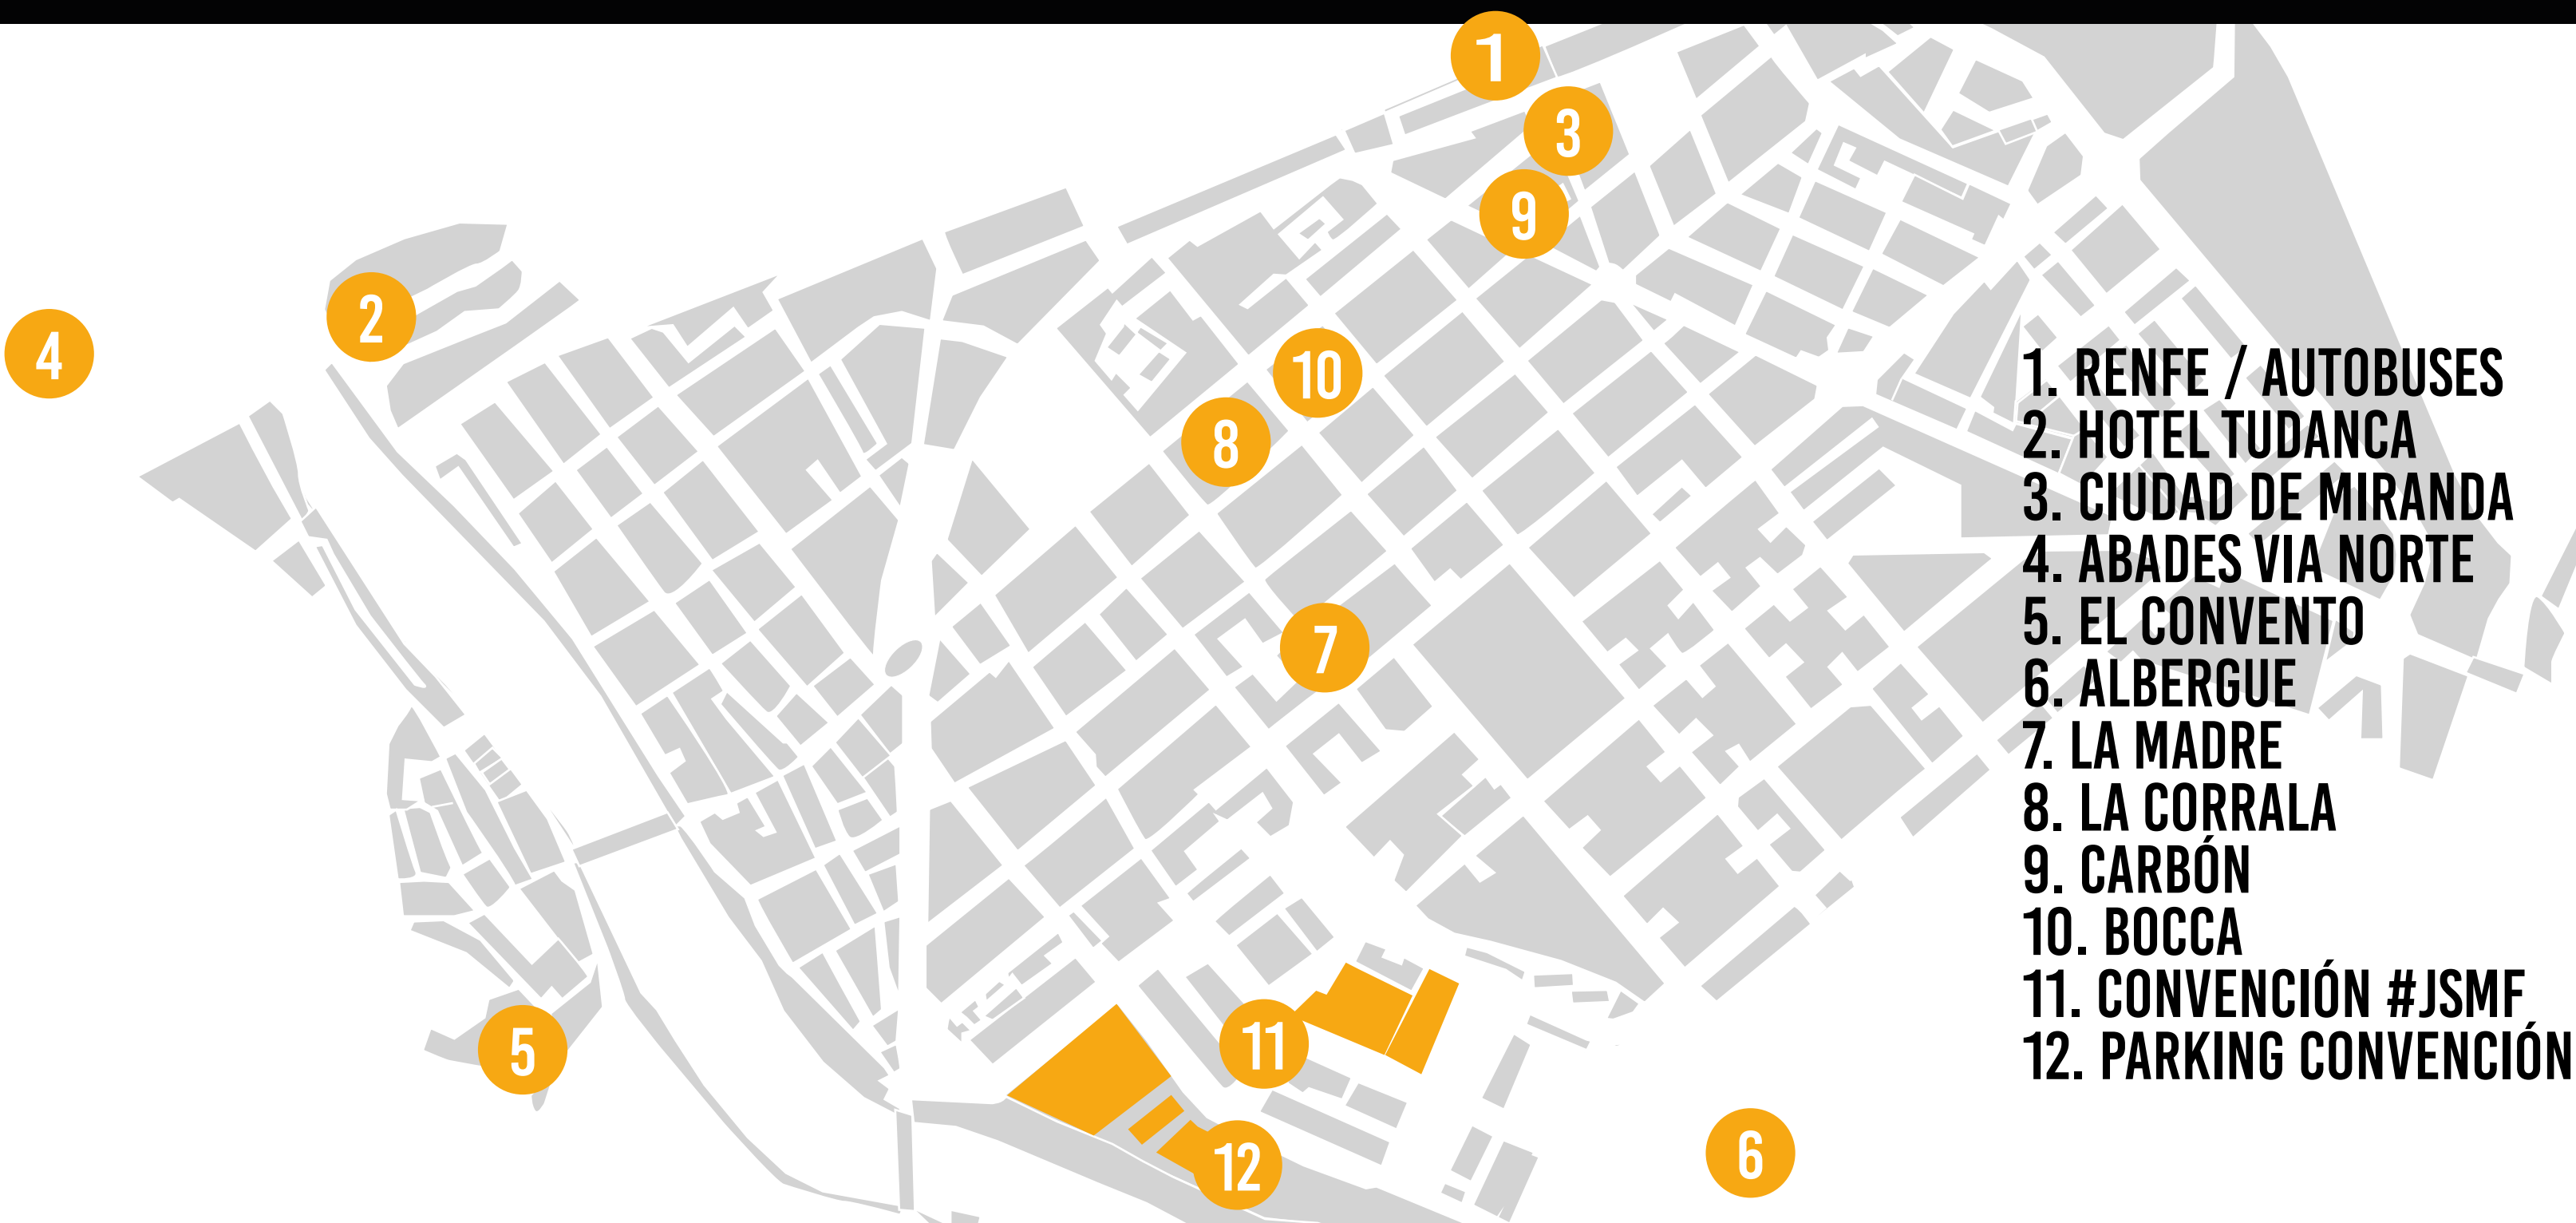 1
3
9
2
4
10
8
7
11
5
12
6
1. RENFE / AUTOBUSES
2. HOTEL TUDANCA
3. CIUDAD DE MIRANDA
4. ABADES VIA NORTE
5. EL CONVENTO
6. ALBERGUE
7. LA MADRE
8. LA CORRALA
9. CARBÓN
10. BOCCA
11. CONVENCIÓN #JSMF
12. PARKING CONVENCIÓN